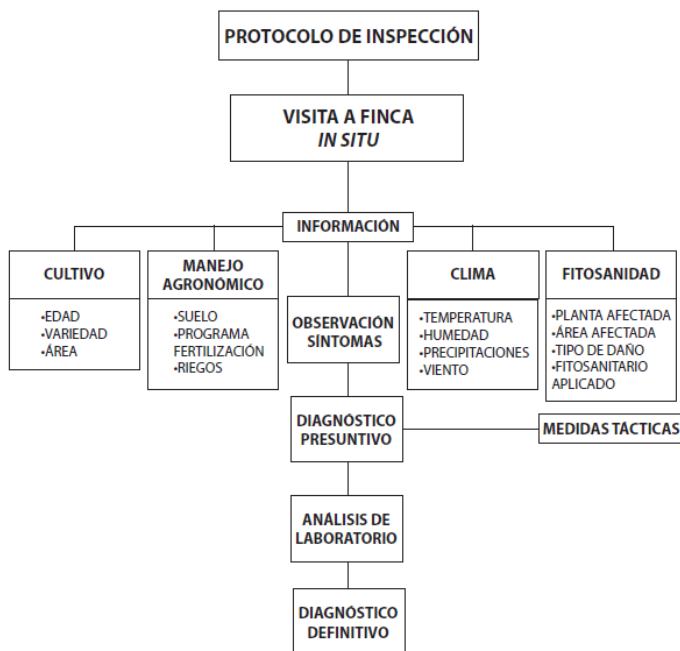 PROTOCOLO DE INSPECCIÓN
VISITA A FINCA
IN SITU
INFORMACIÓN
CULTIVO
•EDAD
•VARIEDAD
•ÁREA
MANEJO
AGRONÓMICO
•SUELO
•PROGRAMA
FERTILIZACIÓN
•RIEGOS
OBSERVACIÓN
SÍNTOMAS
CLIMA
•TEMPERATURA
•HUMEDAD
•PRECIPITACIONES
•VIENTO
FITOSANIDAD
•PLANTA AFECTADA
•ÁREA AFECTADA
•TIPO DE DAÑO
•FITOSANITARIO
APLICADO
DIAGNÓSTICO
PRESUNTIVO
MEDIDAS TÁCTICAS
ANÁLISIS DE
LABORATORIO
DIAGNÓSTICO
DEFINITIVO